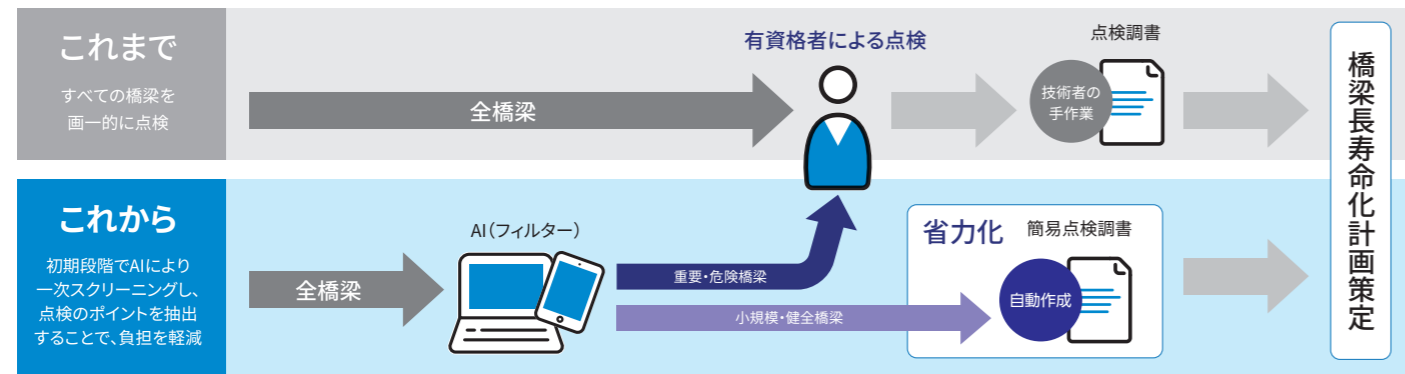 これまで
すべての橋梁を
画一的に点検
全橋梁
有資格者による点検
点検調書
技術者の
手作業
橋梁長寿命化計画策定
これから
初期段階でAIにより
一次スクリーニングし、
点検のポイントを抽出
することで、負担を軽減
全橋梁
AI(フィルター)
重要・危険橋梁
小規模・健全橋梁
省力化
簡易点検調書
自動作成